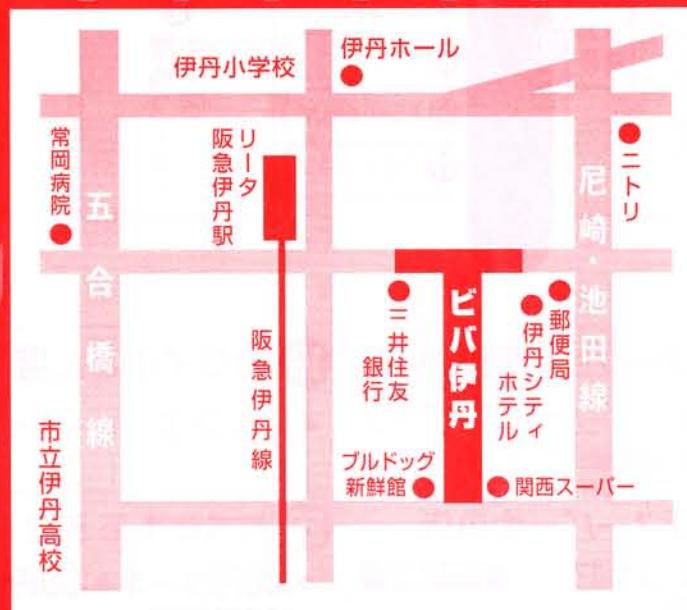 伊丹小学校
伊丹ホール
常岡病院
五合橋線
リータ
阪急伊丹駅
ニトリ
尼崎・池田線
阪急伊丹線
三井住友
銀行
ビバ伊丹
伊丹シティ
ホテル
郵便局
市立伊丹高校
ブルドッグ
新鮮館
関西スーパー